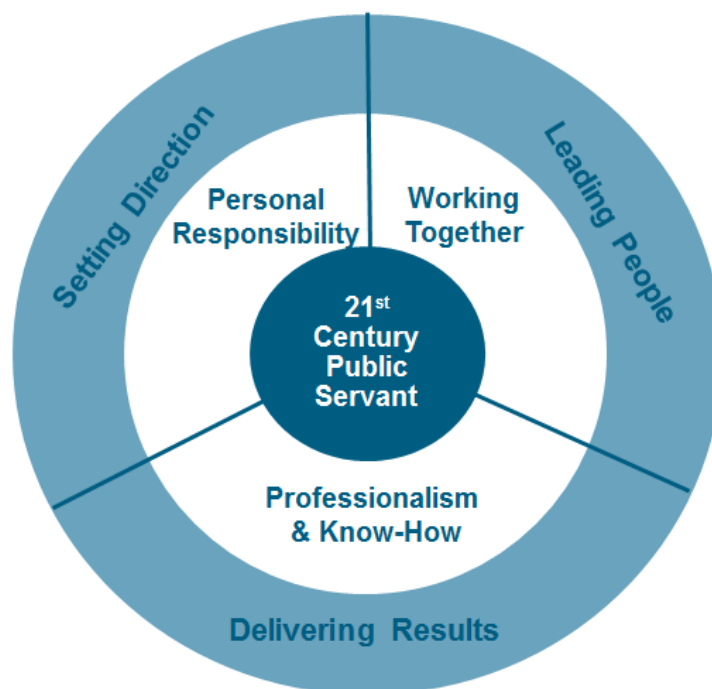 Setting Direction
Leading People
Personal
Responsibility
Working
Together
21st
Century
Public
Servant
Professionalism
& Know-How
Delivering Results